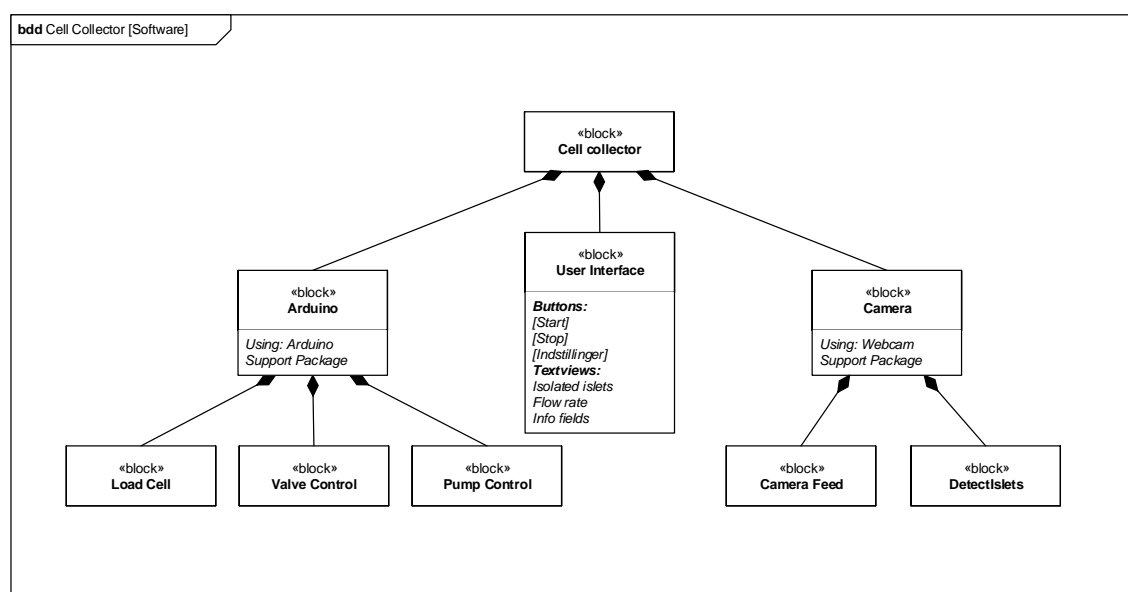 bdd Cell Collector [Software]
«block»
Cell collector
«block»
Arduino
Using: Arduino
Support Package
«block»
User Interface
Buttons:
[Start]
[Stop]
[Indstillinger]
Textviews:
Isolated islets
Flow rate
Info fields
«block»
Camera
Using: Webcam
Support Package
«block»
Load Cell
«block»
Valve Control
«block»
Pump Control
«block»
Camera Feed
«block»
DetectIslets